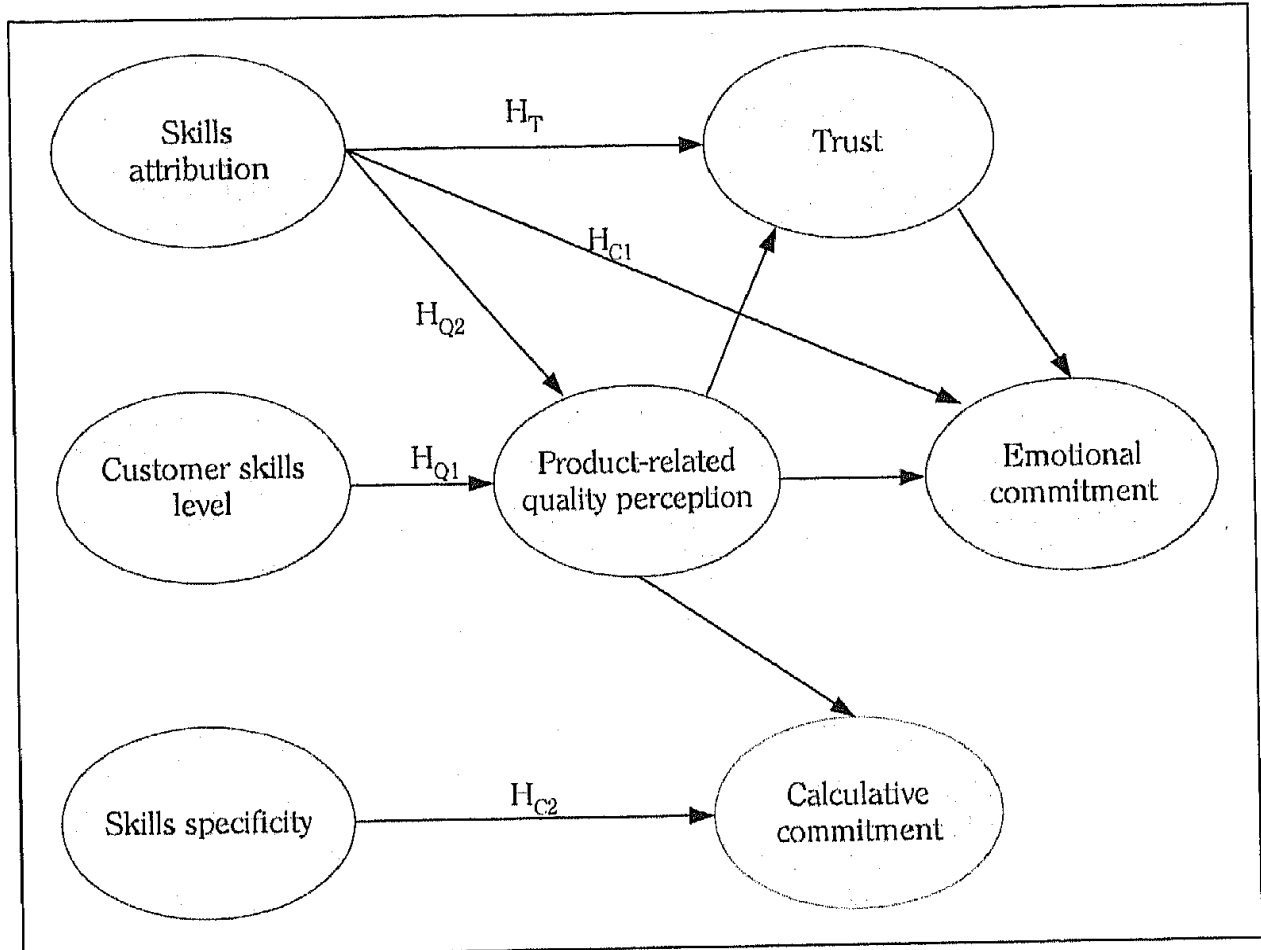 Skills
attribution
H_T
Trust
H_C1
H_Q2
Customer skills
level
H_Q1
Product-related
quality perception
Emotional
commitment
Skills specificity
H_C2
Calculative
commitment